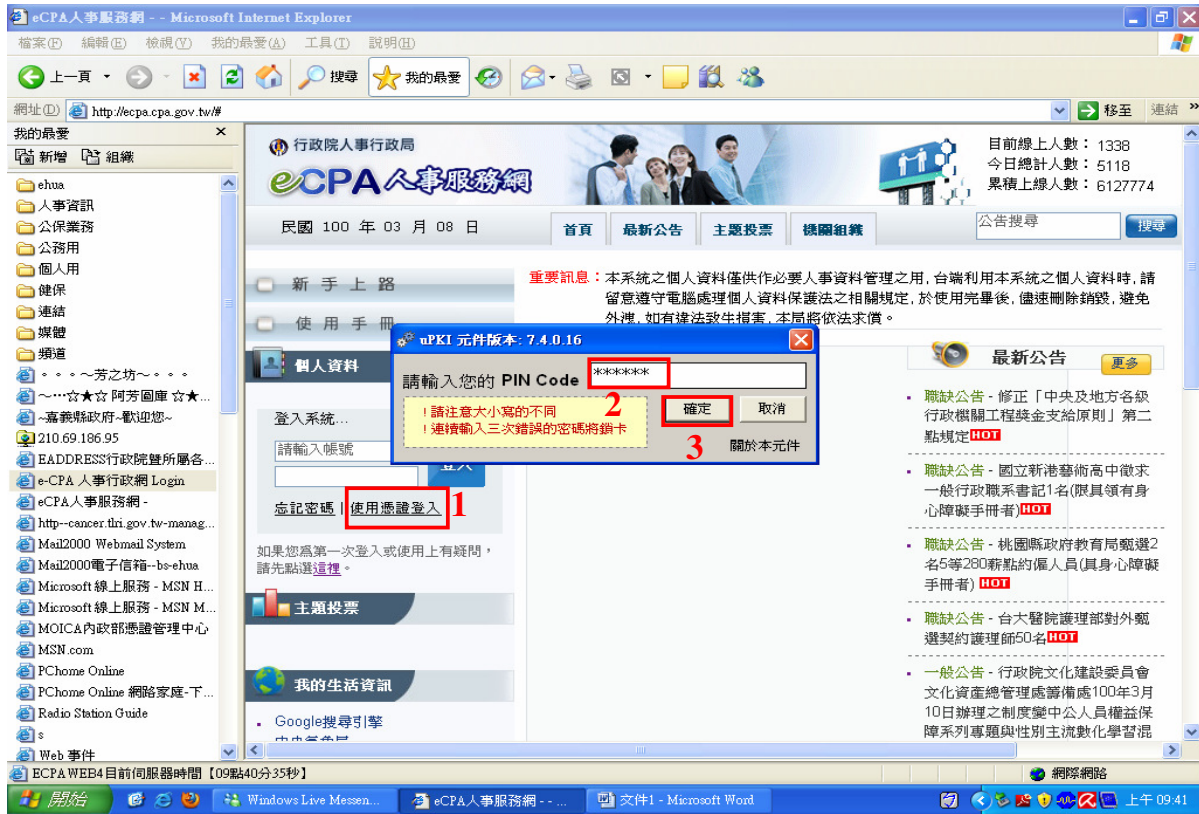 eCPA人事服務網 - - Microsoft Internet Explorer
檔案(F) 編輯(E) 檢視(V) 我的最愛(A) 工具(T) 說明(H)
上一頁 搜尋 我的最愛
網址(D) http://ecpa.cpa.gov.tw/# 移至 連結 »
我的最愛 ×
新增 組織
ehua
人事資訊
公保業務
公務用
個人用
健保
連結
媒體
頻道
。。。～芳之坊～。。。
～…☆★☆ 阿芳圖庫 ☆★...
~嘉義縣政府~歡迎您~
210.69.186.95
EADDRESS行政院暨所屬各...
e-CPA 人事行政網 Login
eCPA人事服務網 -
http--cancer.tlri.gov.tw-manag...
Mail2000 Webmail System
Mail2000電子信箱--bs-ehua
Microsoft 線上服務 - MSN H...
Microsoft 線上服務 - MSN M...
MOICA內政部憑證管理中心
MSN.com
PChome Online
PChome Online 網路家庭-下...
Radio Station Guide
s
Web 事件
行政院人事行政局
eCPA人事服務網
目前線上人數： 1338
今日總計人數： 5118
累積上線人數： 6127774
民國 100 年 03 月 08 日
首頁 最新公告 主題投票 機關組織
公告搜尋 搜尋
新 手 上 路
使 用 手 冊
重要訊息：本系統之個人資料僅供作必要人事資料管理之用, 台端利用本系統之個人資料時, 請
留意遵守電腦處理個人資料保護法之相關規定, 於使用完畢後, 儘速刪除銷毀, 避免
外洩, 如有違法致生損害, 本局將依法求償。
uPKI 元件版本: 7.4.0.16
請輸入您的 PIN Code ******
2
！請注意大小寫的不同
！連續輸入三次錯誤的密碼將鎖卡
確定 取消
3
關於本元件
個人資料
登入系統...
請輸入帳號
登入
忘記密碼 | 使用憑證登入
1
如果您為第一次登入或使用上有疑問，
請先點選這裡。
主題投票
我的生活資訊
Google搜尋引擎
中央氣象局
最新公告 更多
職缺公告 - 修正「中央及地方各級
行政機關工程獎金支給原則」第二
點規定HOT
職缺公告 - 國立新港藝術高中徵求
一般行政職系書記1名(限具領有身
心障礙手冊者)HOT
職缺公告 - 桃園縣政府教育局甄選2
名5等280薪點約僱人員(具身心障礙
手冊者) HOT
職缺公告 - 台大醫院護理部對外甄
選契約護理師50名HOT
一般公告 - 行政院文化建設委員會
文化資產總管理處籌備處100年3月
10日辦理之制度變中公人員權益保
障系列專題與性別主流數化學習混
ECPAWEB4目前伺服器時間【09點40分35秒】
網際網路
開始 Windows Live Messen... eCPA人事服務網 - - ... 文件1 - Microsoft Word 上午 09:41